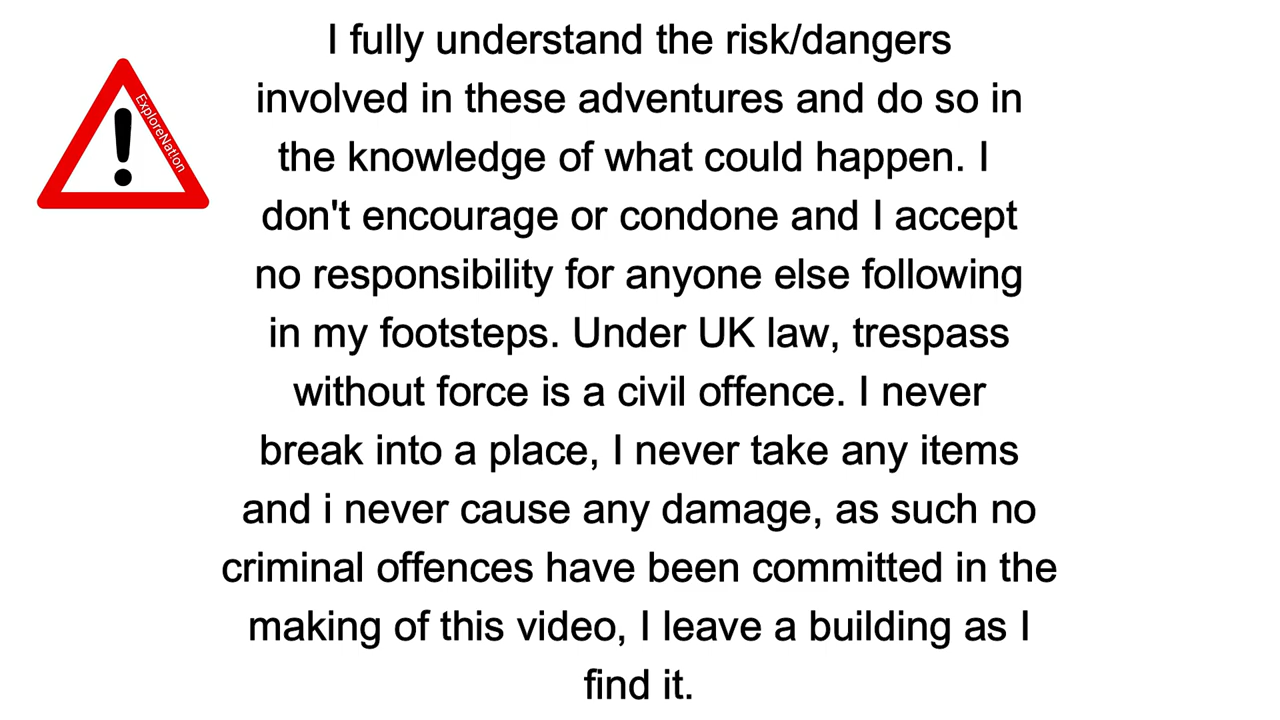 I fully understand the risk/dangers
involved in these adventures and do so in
the knowledge of what could happen. I
don't encourage or condone and I accept
no responsibility for anyone else following
in my footsteps. Under UK law, trespass
without force is a civil offence. I never
break into a place, I never take any items
and i never cause any damage, as such no
criminal offences have been committed in the
making of this video, I leave a building as I
find it.
ExploreNation
!